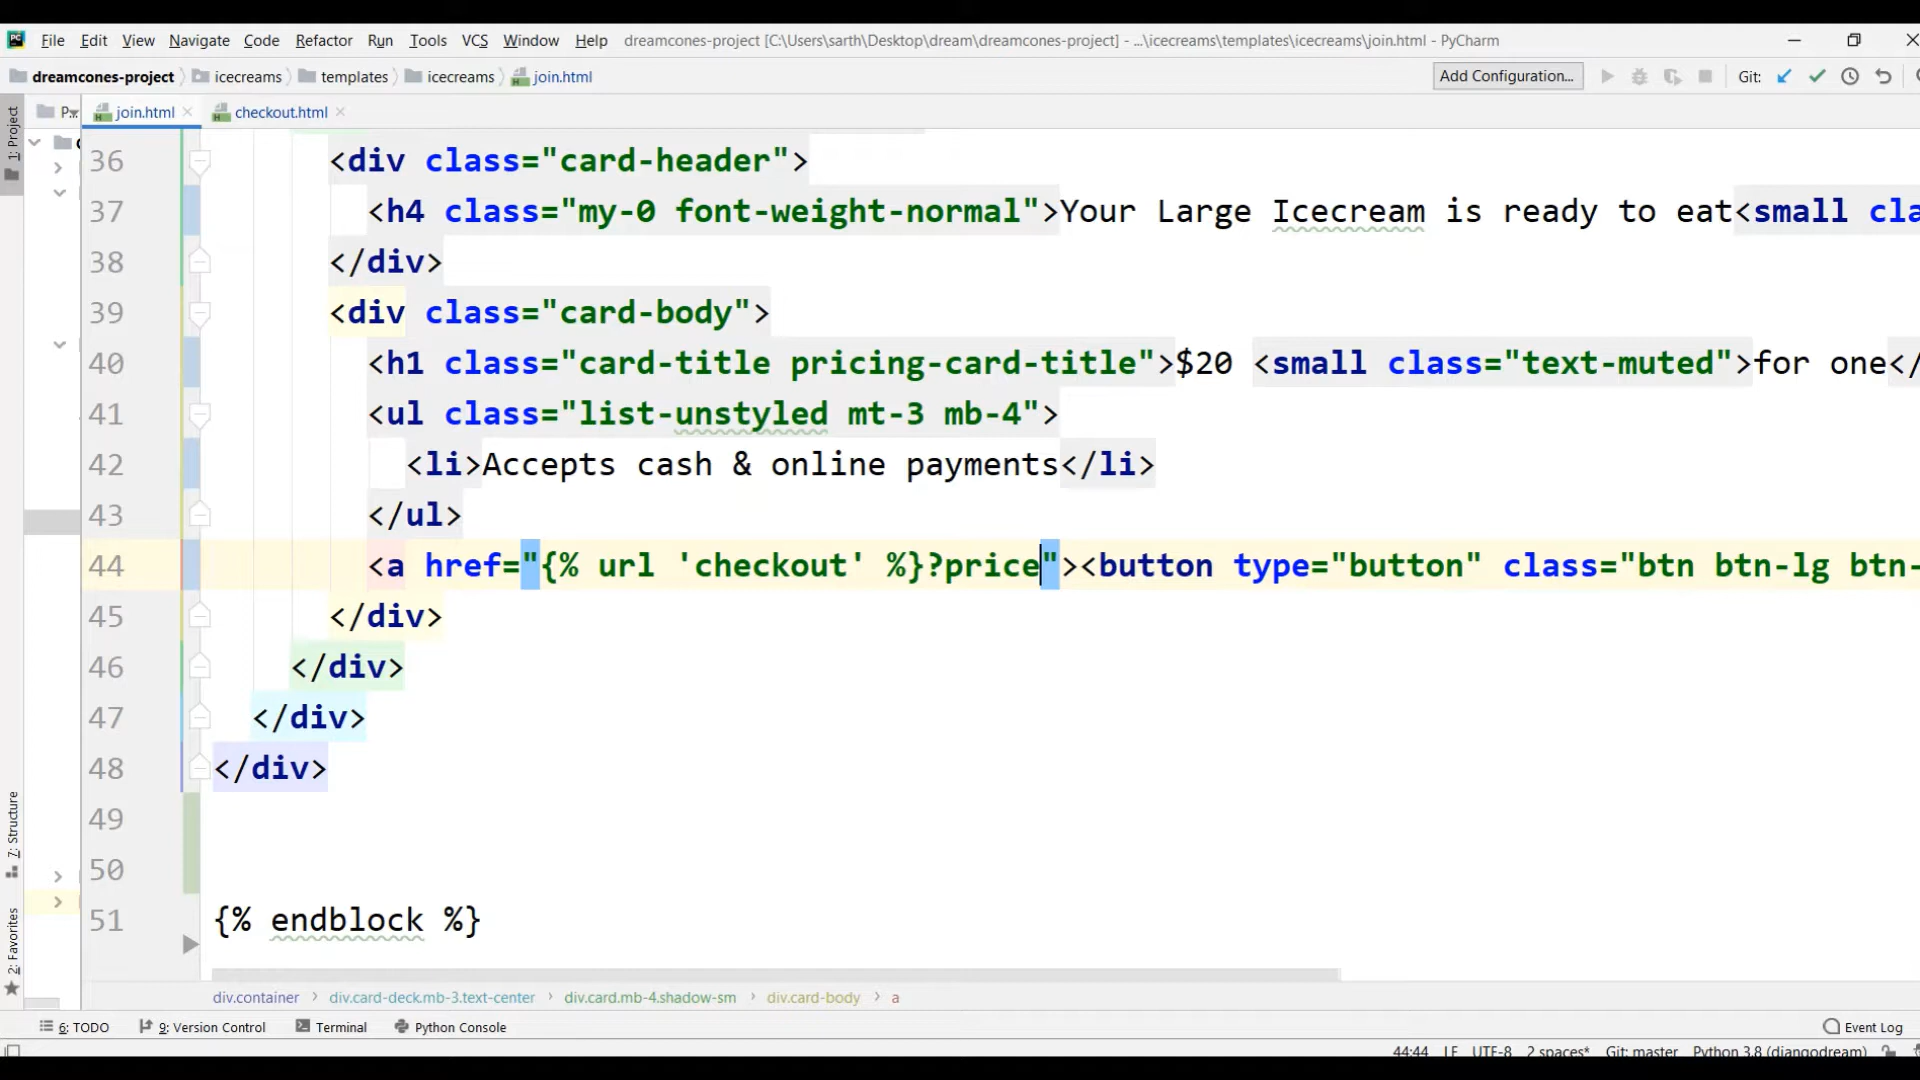 File Edit View Navigate Code Refactor Run Tools VCS Window Help dreamcones-project [C:\Users\sarth\Desktop\dream\dreamcones-project] - ...\icecreams\templates\icecreams\join.html - PyCharm
dreamcones-project icecreams templates icecreams join.html Add Configuration... Git:
1: Project
P
join.html checkout.html
36 <div class="card-header">
37 <h4 class="my-0 font-weight-normal">Your Large Icecream is ready to eat<small cla
38 </div>
39 <div class="card-body">
40 <h1 class="card-title pricing-card-title">$20 <small class="text-muted">for one</
41 <ul class="list-unstyled mt-3 mb-4">
42 <li>Accepts cash & online payments</li>
43 </ul>
44 <a href="{% url 'checkout' %}?price"><button type="button" class="btn btn-lg btn-
45 </div>
46 </div>
47 </div>
48 </div>
49
50
51 {% endblock %}
7: Structure
2: Favorites
div.container div.card-deck.mb-3.text-center div.card.mb-4.shadow-sm div.card-body a
6: TODO 9: Version Control Terminal Python Console Event Log
44:44 LF UTF-8 2 spaces* Git: master Python 3.8 (djangodream)